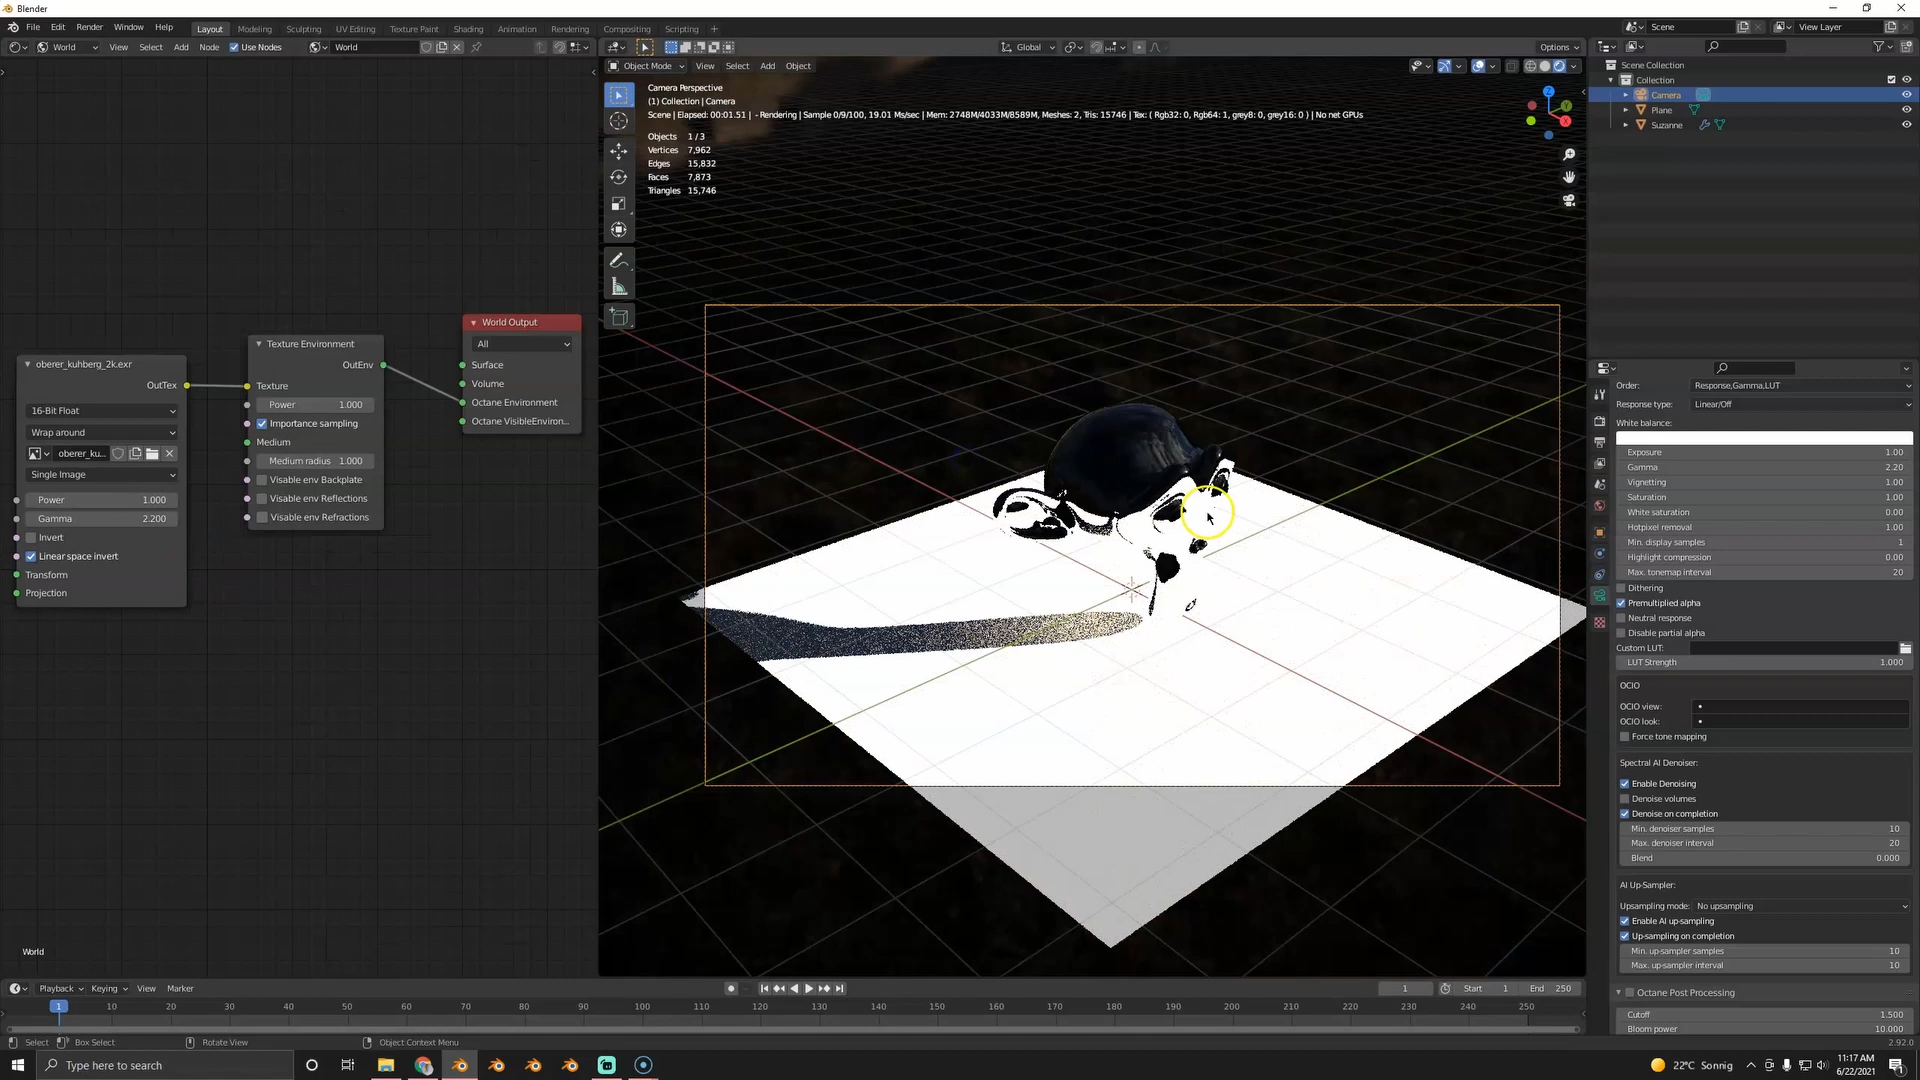 Blender
File Edit Render Window Help Layout Modeling Sculpting UV Editing Texture Paint Shading Animation Rendering Compositing Scripting +
Scene View Layer
World View Select Add Node Use Nodes World
Global Options
Object Mode View Select Add Object
Camera Perspective
(1) Collection | Camera
Scene | Elapsed: 00:01.51 | - Rendering | Sample 0/9/100, 19.01 Ms/sec | Mem: 2748M/4033M/8589M, Meshes: 2, Tris: 15746 | Tex: ( Rgb32: 0, Rgb64: 1, grey8: 0, grey16: 0 ) | No net GPUs
Objects 1 / 3
Vertices 7,962
Edges 15,832
Faces 7,873
Triangles 15,746
Z
Y
X
oberer_kuhberg_2k.exr
OutTex
16-Bit Float
Wrap around
oberer_ku...
Single Image
Power 1.000
Gamma 2.200
Invert
Linear space invert
Transform
Projection
Texture Environment
OutEnv
Texture
Power 1.000
Importance sampling
Medium
Medium radius 1.000
Visable env Backplate
Visable env Reflections
Visable env Refractions
World Output
All
Surface
Volume
Octane Environment
Octane VisibleEnviron...
World
Scene Collection
Collection
Camera
Plane
Suzanne
Order: Response,Gamma,LUT
Response type: Linear/Off
White balance:
Exposure 1.00
Gamma 2.20
Vignetting 1.00
Saturation 1.00
White saturation 0.00
Hotpixel removal 1.00
Min. display samples 1
Highlight compression 0.00
Max. tonemap interval 20
Dithering
Premultiplied alpha
Neutral response
Disable partial alpha
Custom LUT:
LUT Strength 1.000
OCIO
OCIO view:
OCIO look:
Force tone mapping
Spectral AI Denoiser:
Enable Denoising
Denoise volumes
Denoise on completion
Min. denoiser samples 10
Max. denoiser interval 20
Blend 0.000
AI Up-Sampler:
Upsampling mode: No upsampling
Enable AI up-sampling
Up-sampling on completion
Min. up-sampler samples 10
Max. up-sampler interval 10
Octane Post Processing
Cutoff 1.500
Bloom power 10.000
Playback Keying View Marker 1 Start 1 End 250
1 10 20 30 40 50 60 70 80 90 100 110 120 130 140 150 160 170 180 190 200 210 220 230 240 250
Select Box Select Rotate View Object Context Menu 2.92.0
Type here to search 22°C Sonnig 11:17 AM
6/22/2021